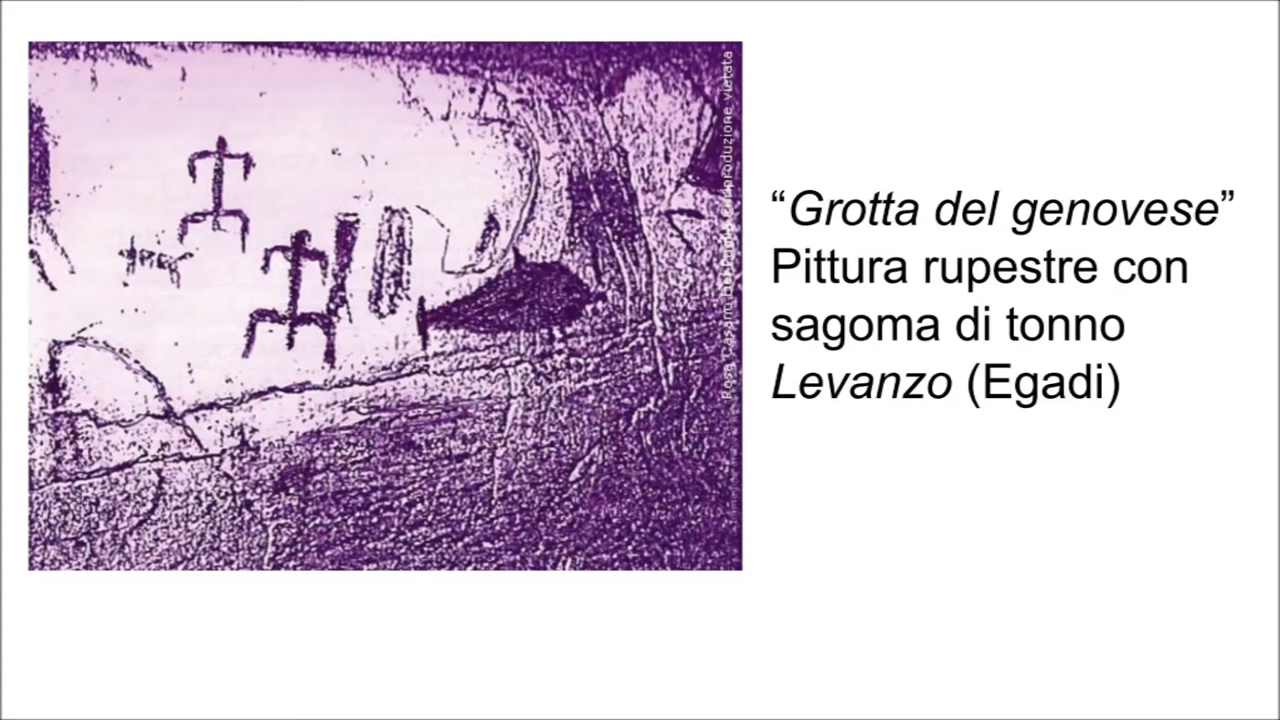 “Grotta del genovese”
Pittura rupestre con
sagoma di tonno
Levanzo (Egadi)